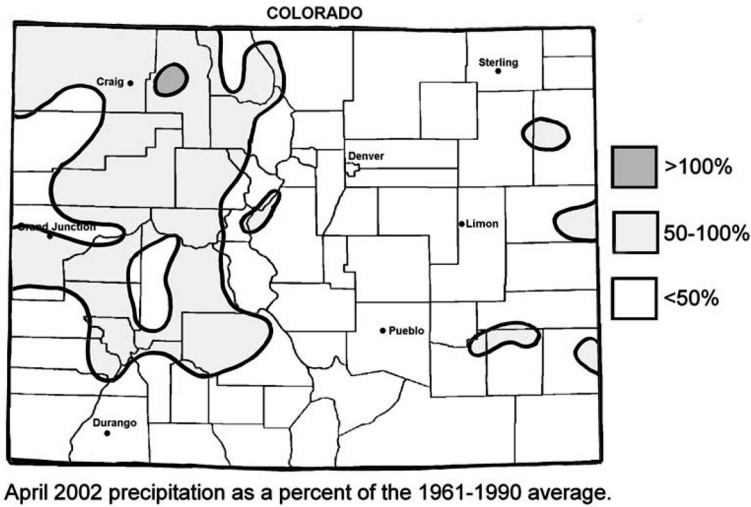 COLORADO
Craig
Sterling
Denver
>100%
Grand Junction
Limon
50-100%
<50%
Pueblo
Durango
April 2002 precipitation as a percent of the 1961-1990 average.